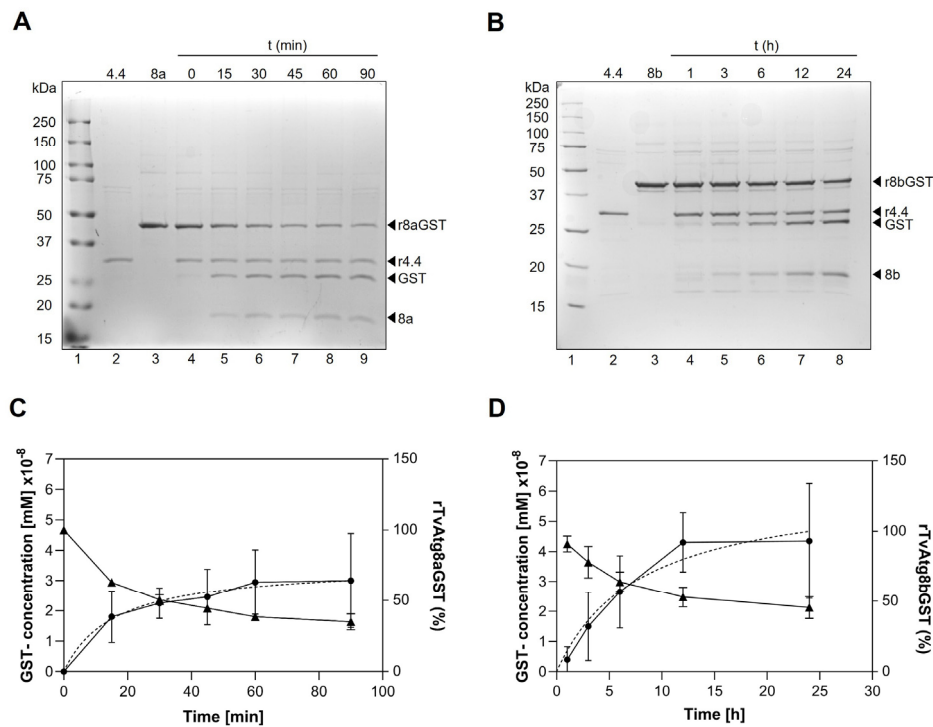 A
t (min)
4.4 8a 0 15 30 45 60 90
kDa
250
150
100
75
50
37
25
20
15
r8aGST
r4.4
GST
8a
1 2 3 4 5 6 7 8 9
B
t (h)
4.4 8b 1 3 6 12 24
kDa
250
150
100
75
50
37
25
20
15
r8bGST
r4.4
GST
8b
1 2 3 4 5 6 7 8
C
GST- concentration [mM] x10-8
7
6
5
4
3
2
1
0
150
100
50
0
rTvAtg8aGST (%)
0 20 40 60 80 100
Time [min]
D
GST- concentration [mM] x10-8
7
6
5
4
3
2
1
0
150
100
50
0
rTvAtg8bGST (%)
0 5 10 15 20 25 30
Time [h]